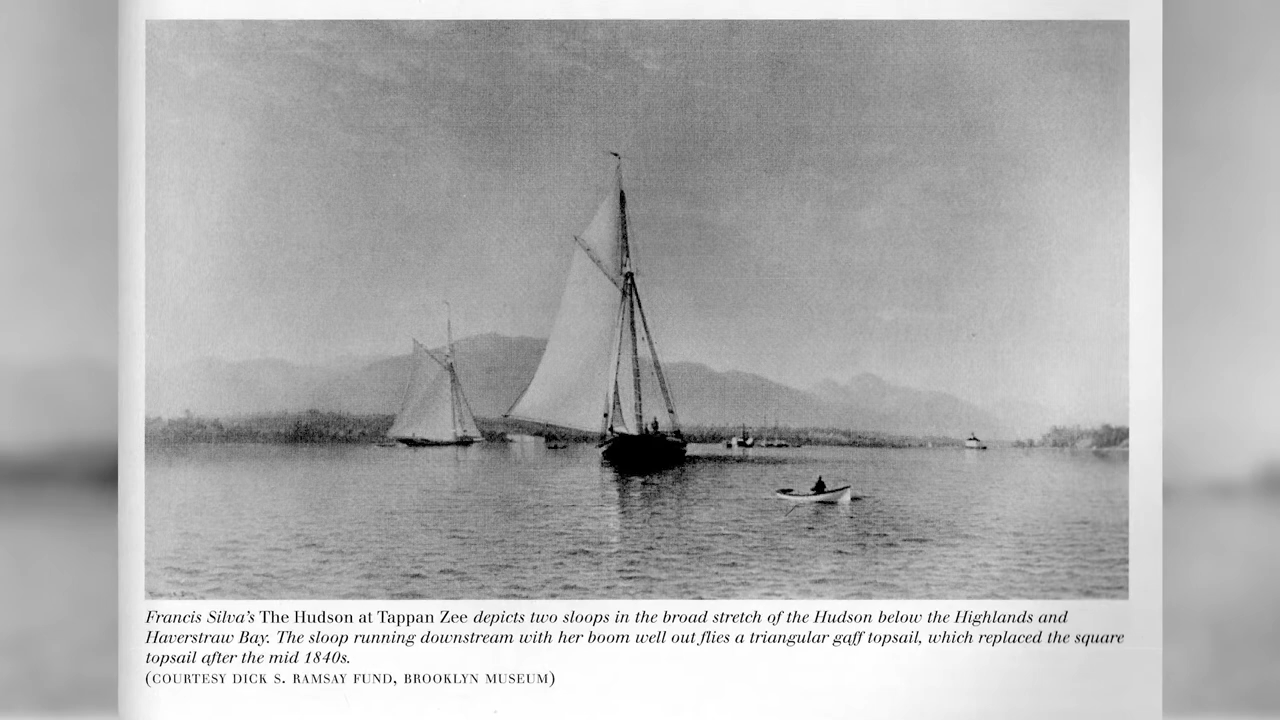 Francis Silva's The Hudson at Tappan Zee depicts two sloops in the broad stretch of the Hudson below the Highlands and
Haverstraw Bay. The sloop running downstream with her boom well out flies a triangular gaff topsail, which replaced the square
topsail after the mid 1840s.
(COURTESY DICK S. RAMSAY FUND, BROOKLYN MUSEUM)